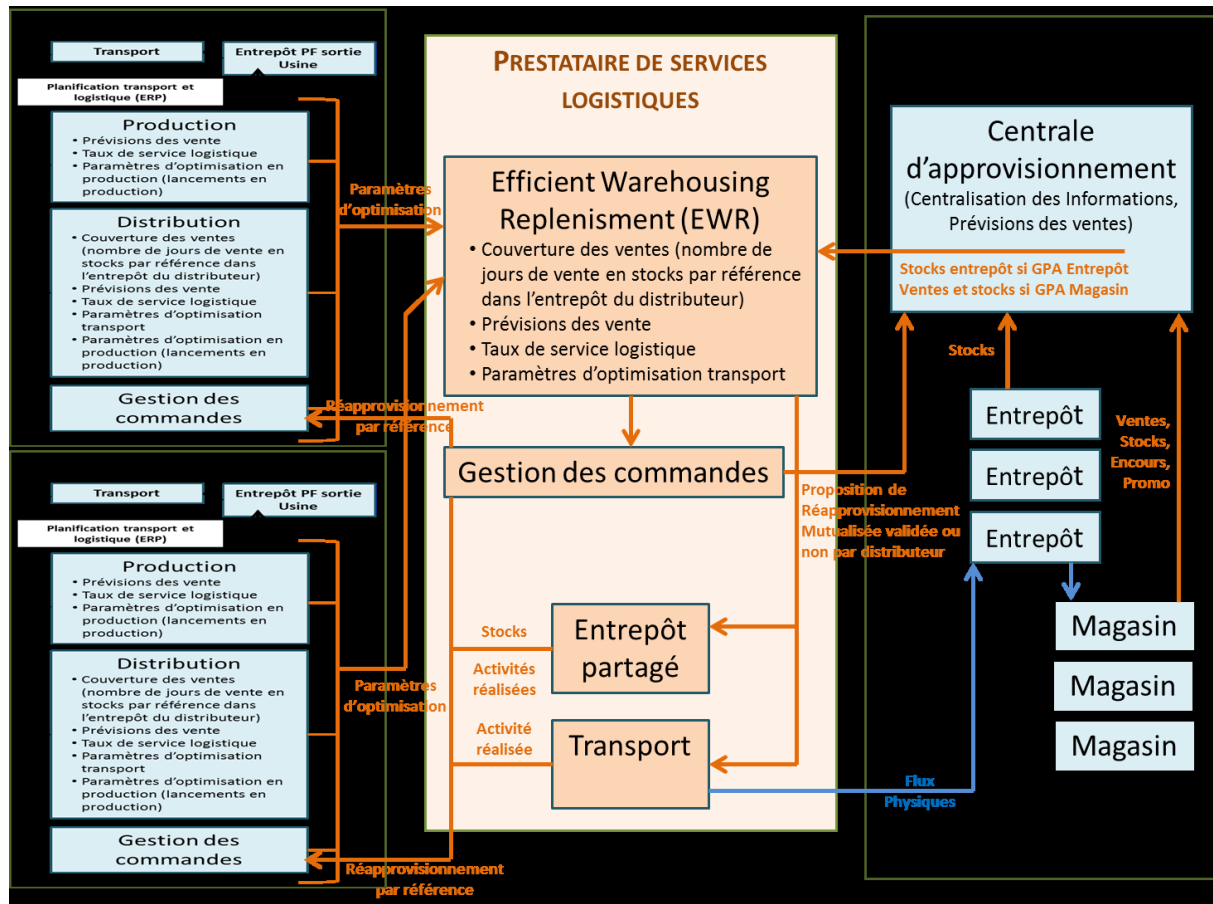 Transport
Entrepôt PF sortie
Usine
Planification transport et
logistique (ERP)
Production
• Prévisions des vente
• Taux de service logistique
• Paramètres d'optimisation en
production (lancements en
production)
Distribution
• Couverture des ventes
(nombre de jours de vente en
stocks par référence dans
l'entrepôt du distributeur)
• Prévisions des vente
• Taux de service logistique
• Paramètres d'optimisation
transport
• Paramètres d'optimisation en
production (lancements en
production)
Gestion des
commandes
Paramètres
d'optimisation
Réapprovisionnement
par référence
Transport
Entrepôt PF sortie
Usine
Planification transport et
logistique (ERP)
Production
• Prévisions des vente
• Taux de service logistique
• Paramètres d'optimisation en
production (lancements en
production)
Distribution
• Couverture des ventes
(nombre de jours de vente en
stocks par référence dans
l'entrepôt du distributeur)
• Prévisions des vente
• Taux de service logistique
• Paramètres d'optimisation
transport
• Paramètres d'optimisation en
production (lancements en
production)
Gestion des
commandes
Paramètres
d'optimisation
Réapprovisionnement
par référence
PRESTATAIRE DE SERVICES
LOGISTIQUES
Efficient Warehousing
Replenisment (EWR)
• Couverture des ventes (nombre de
jours de vente en stocks par référence
dans l'entrepôt du distributeur)
• Prévisions des vente
• Taux de service logistique
• Paramètres d'optimisation transport
Gestion des commandes
Proposition de
Réapprovisionnement
Mutualisée validée ou
non par distributeur
Stocks
Activités
réalisées
Entrepôt
partagé
Activité
réalisée
Transport
Flux
Physiques
Centrale
d'approvisionnement
(Centralisation des Informations,
Prévisions des ventes)
Stocks entrepôt si GPA Entrepôt
Ventes et stocks si GPA Magasin
Stocks
Entrepôt
Entrepôt
Entrepôt
Ventes,
Stocks,
Encours,
Promo
Magasin
Magasin
Magasin